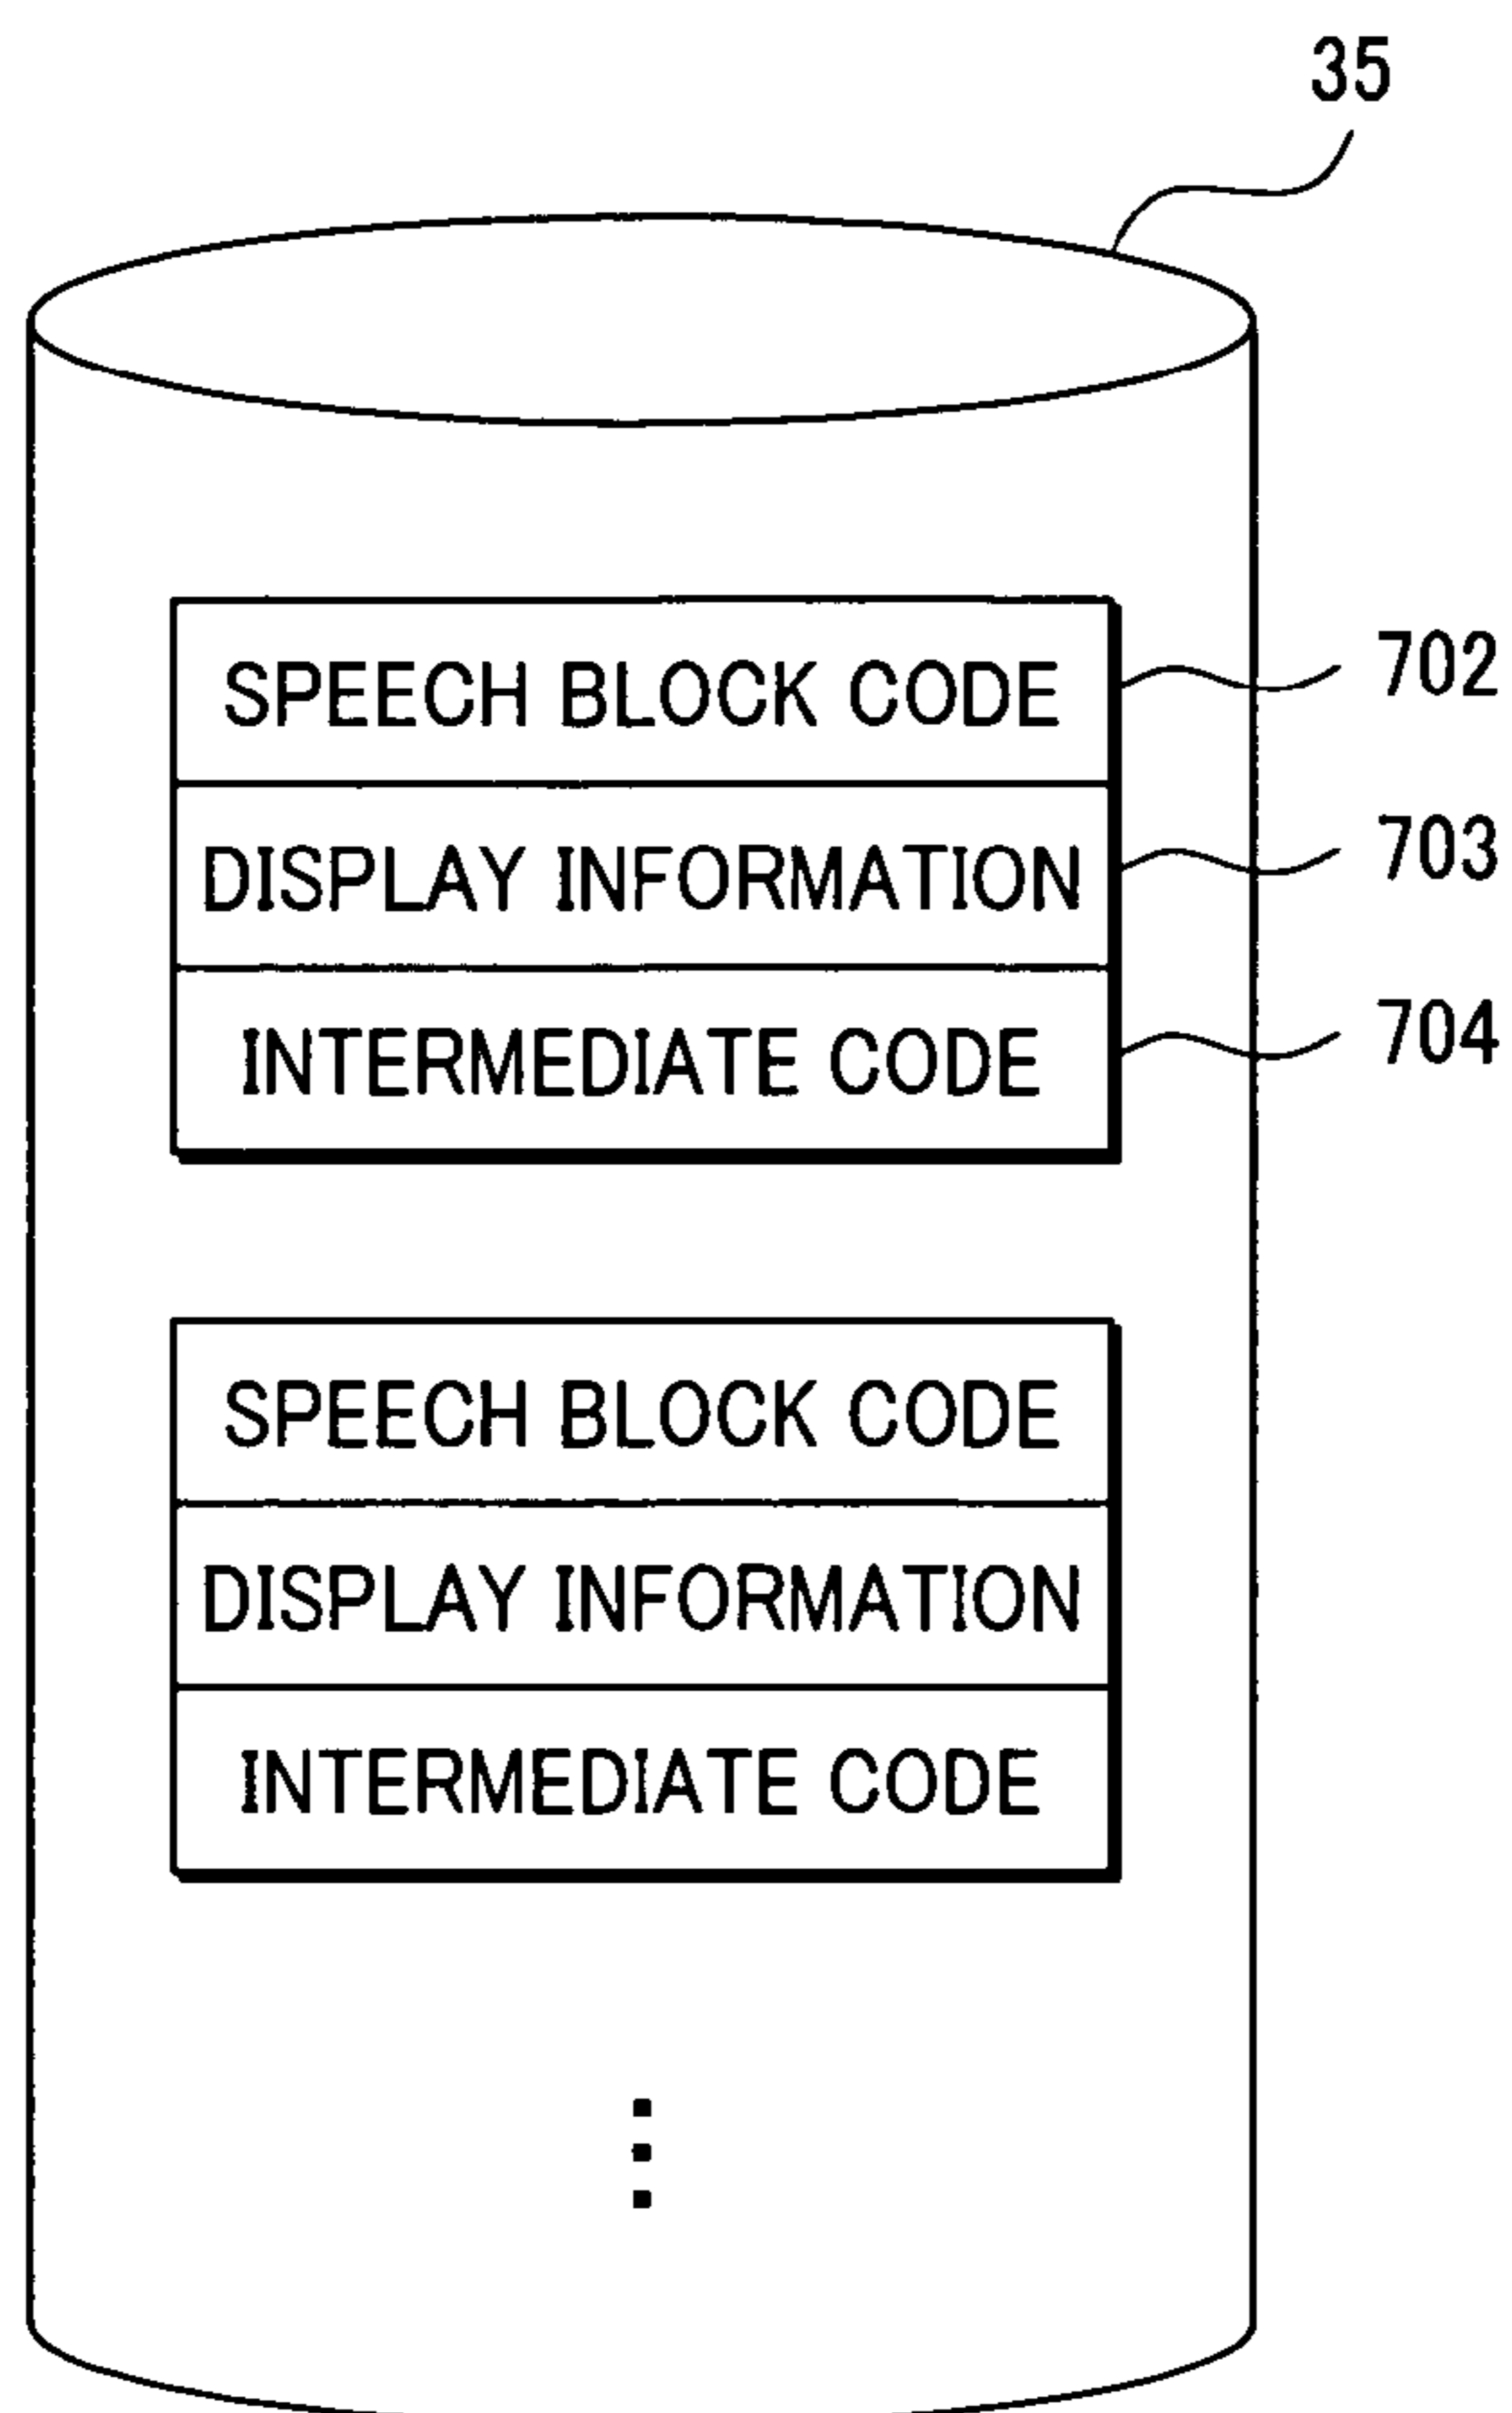 35
SPEECH BLOCK CODE 702
DISPLAY INFORMATION 703
INTERMEDIATE CODE 704
SPEECH BLOCK CODE
DISPLAY INFORMATION
INTERMEDIATE CODE